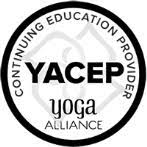 CONTINUING EDUCATION PROVIDER
YACEP
yoga
ALLIANCE